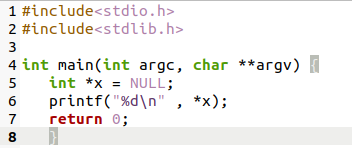 1 #include<stdio.h>
2 #include<stdlib.h>
3
4 int main(int argc, char **argv) {
5    int *x = NULL;
6    printf("%d\n" , *x);
7    return 0;
8    }